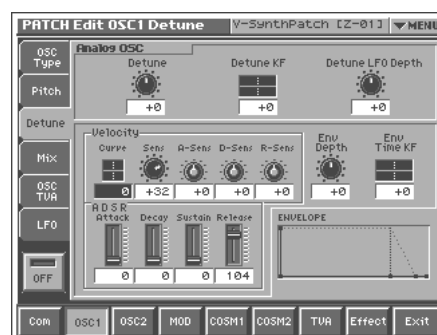 PATCH Edit OSC1 Detune V-SynthPatch [Z-01] ▼MENU
OSC Type
Pitch
Detune
Mix
OSC TVA
LFO
OFF
Analog OSC
Detune Detune KF Detune LFO Depth
+0 +0 +0
Velocity
Curve Sens A-Sens D-Sens R-Sens
0 +32 +0 +0 +0
Env Depth Env Time KF
+0 +0
ADSR
Attack Decay Sustain Release
0 0 0 104
ENVELOPE
Com OSC1 OSC2 MOD COSM1 COSM2 TVA Effect Exit